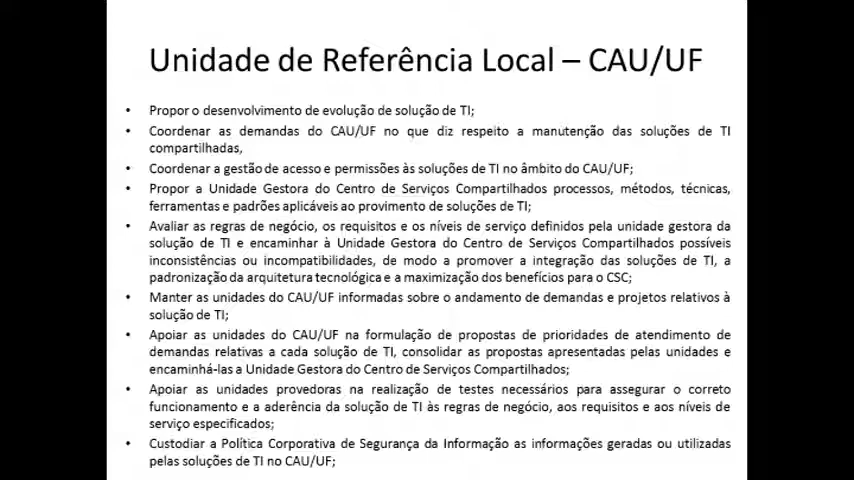 Unidade de Referência Local – CAU/UF
• Propor o desenvolvimento de evolução de solução de TI;
• Coordenar as demandas do CAU/UF no que diz respeito a manutenção das soluções de TI
compartilhadas,
• Coordenar a gestão de acesso e permissões às soluções de TI no âmbito do CAU/UF;
• Propor a Unidade Gestora do Centro de Serviços Compartilhados processos, métodos, técnicas,
ferramentas e padrões aplicáveis ao provimento de soluções de TI;
• Avaliar as regras de negócio, os requisitos e os níveis de serviço definidos pela unidade gestora da
solução de TI e encaminhar à Unidade Gestora do Centro de Serviços Compartilhados possíveis
inconsistências ou incompatibilidades, de modo a promover a integração das soluções de TI, a
padronização da arquitetura tecnológica e a maximização dos benefícios para o CSC;
• Manter as unidades do CAU/UF informadas sobre o andamento de demandas e projetos relativos à
solução de TI;
• Apoiar as unidades do CAU/UF na formulação de propostas de prioridades de atendimento de
demandas relativas a cada solução de TI, consolidar as propostas apresentadas pelas unidades e
encaminhá-las a Unidade Gestora do Centro de Serviços Compartilhados;
• Apoiar as unidades provedoras na realização de testes necessários para assegurar o correto
funcionamento e a aderência da solução de TI às regras de negócio, aos requisitos e aos níveis de
serviço especificados;
• Custodiar a Política Corporativa de Segurança da Informação as informações geradas ou utilizadas
pelas soluções de TI no CAU/UF;